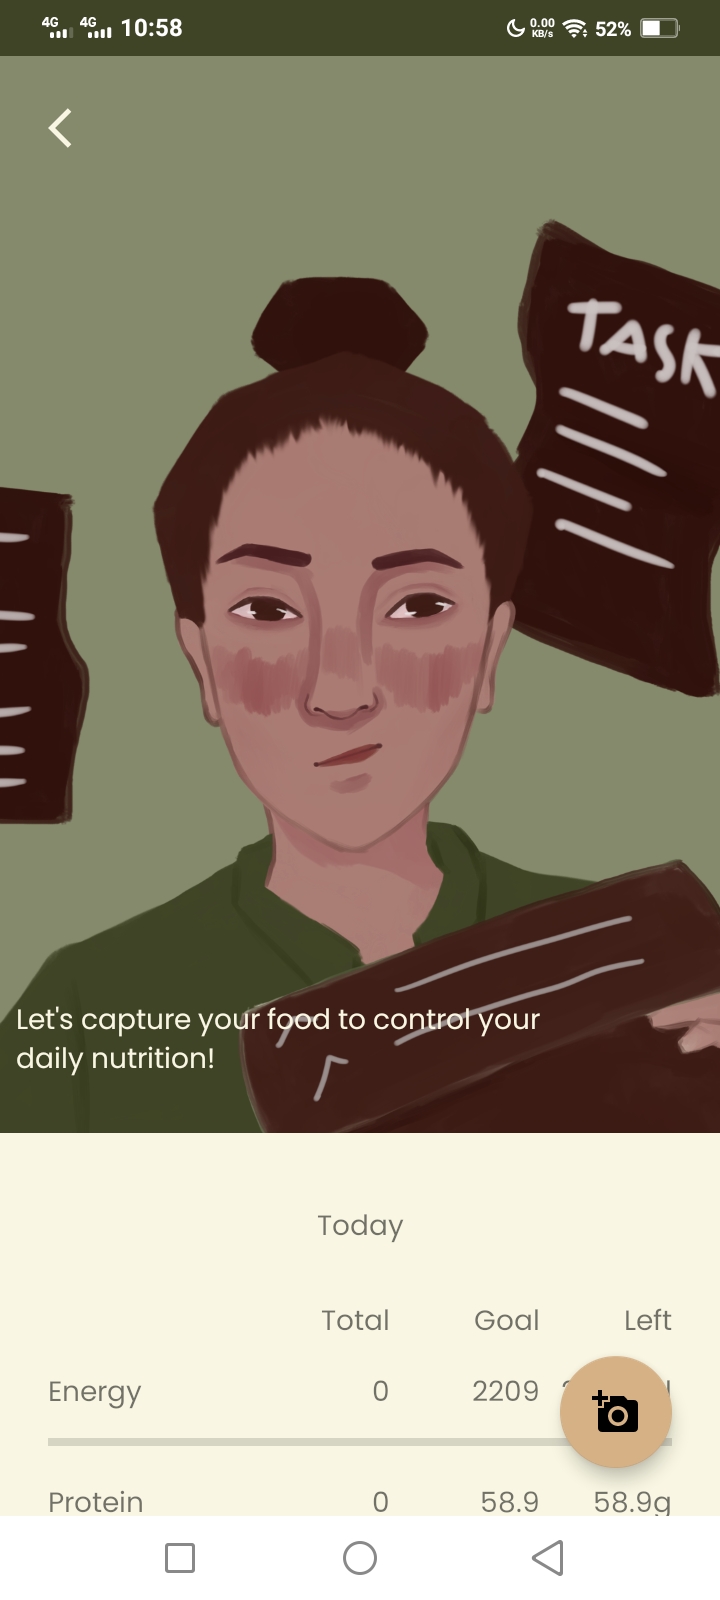 4G 4G 10:58 0.00 KB/s 52%
TASK
Let's capture your food to control your
daily nutrition!
Today
Total Goal Left
Energy 0 2209
Protein 0 58.9 58.9g